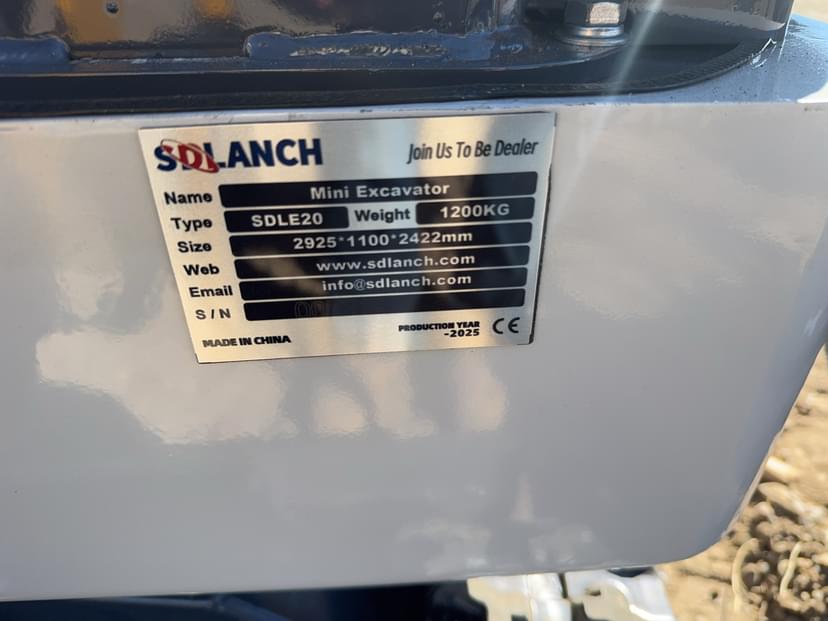 SDLANCH Join Us To Be Dealer
Name Mini Excavator
Type SDLE20 Weight 1200KG
Size 2925*1100*2422mm
Web www.sdlanch.com
Email info@sdlanch.com
S / N
MADE IN CHINA PRODUCTION YEAR CE
-2025